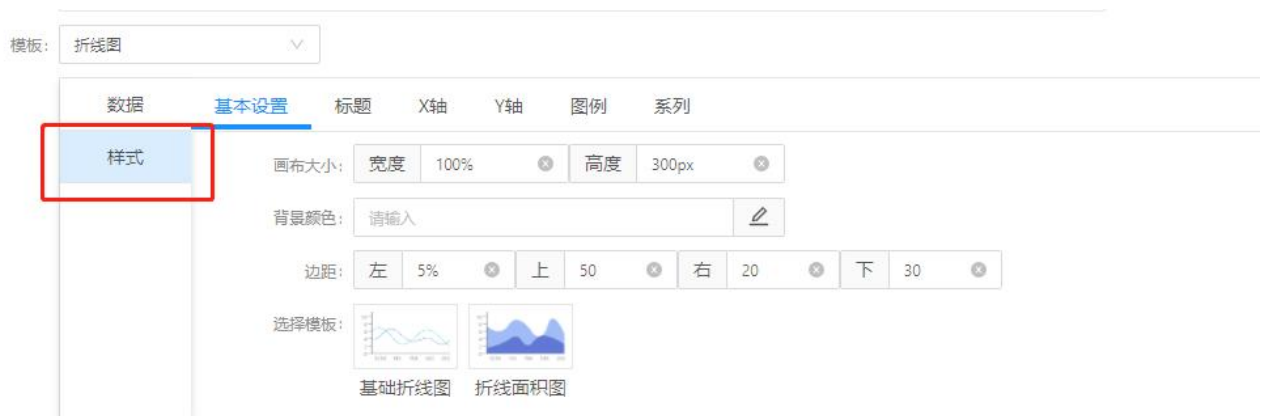 模板: 折线图
数据 基本设置 标题 X轴 Y轴 图例 系列
样式
画布大小: 宽度 100% 高度 300px
背景颜色: 请输入
边距: 左 5% 上 50 右 20 下 30
选择模板:
基础折线图 折线面积图